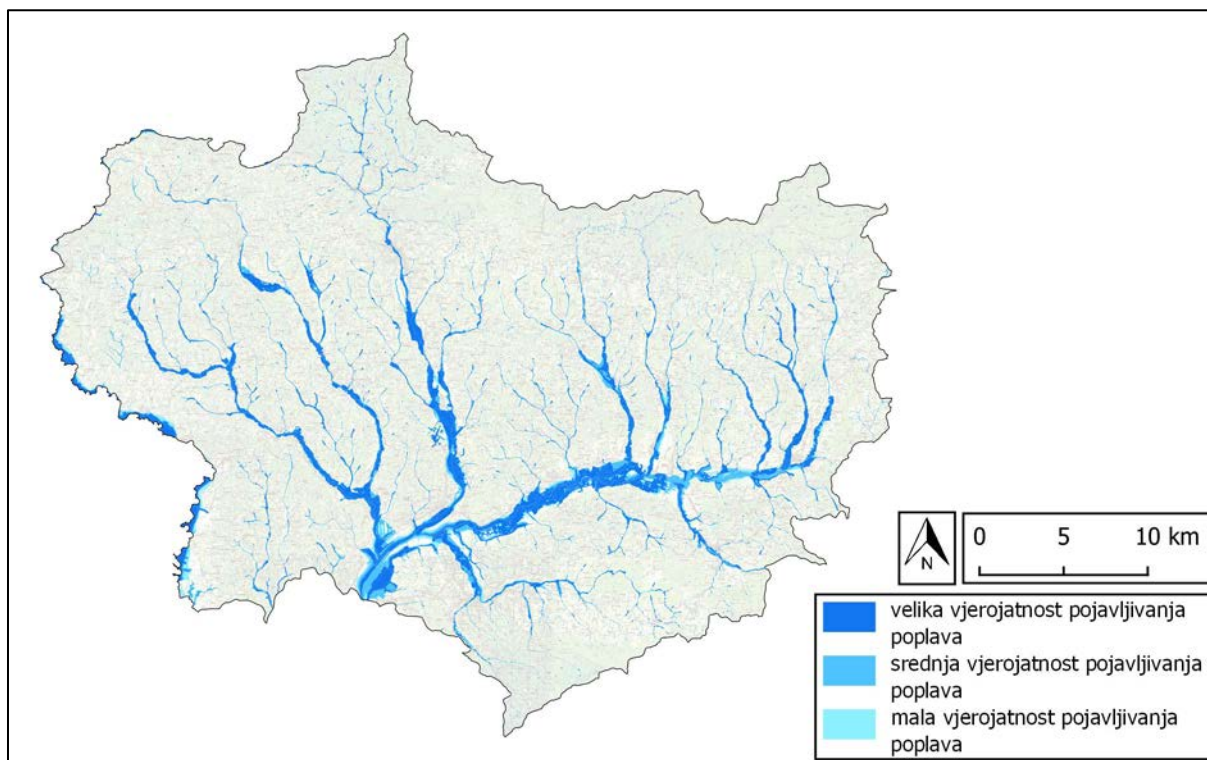 N
0 5 10 km
velika vjerojatnost pojavljivanja
poplava
srednja vjerojatnost pojavljivanja
poplava
mala vjerojatnost pojavljivanja
poplava